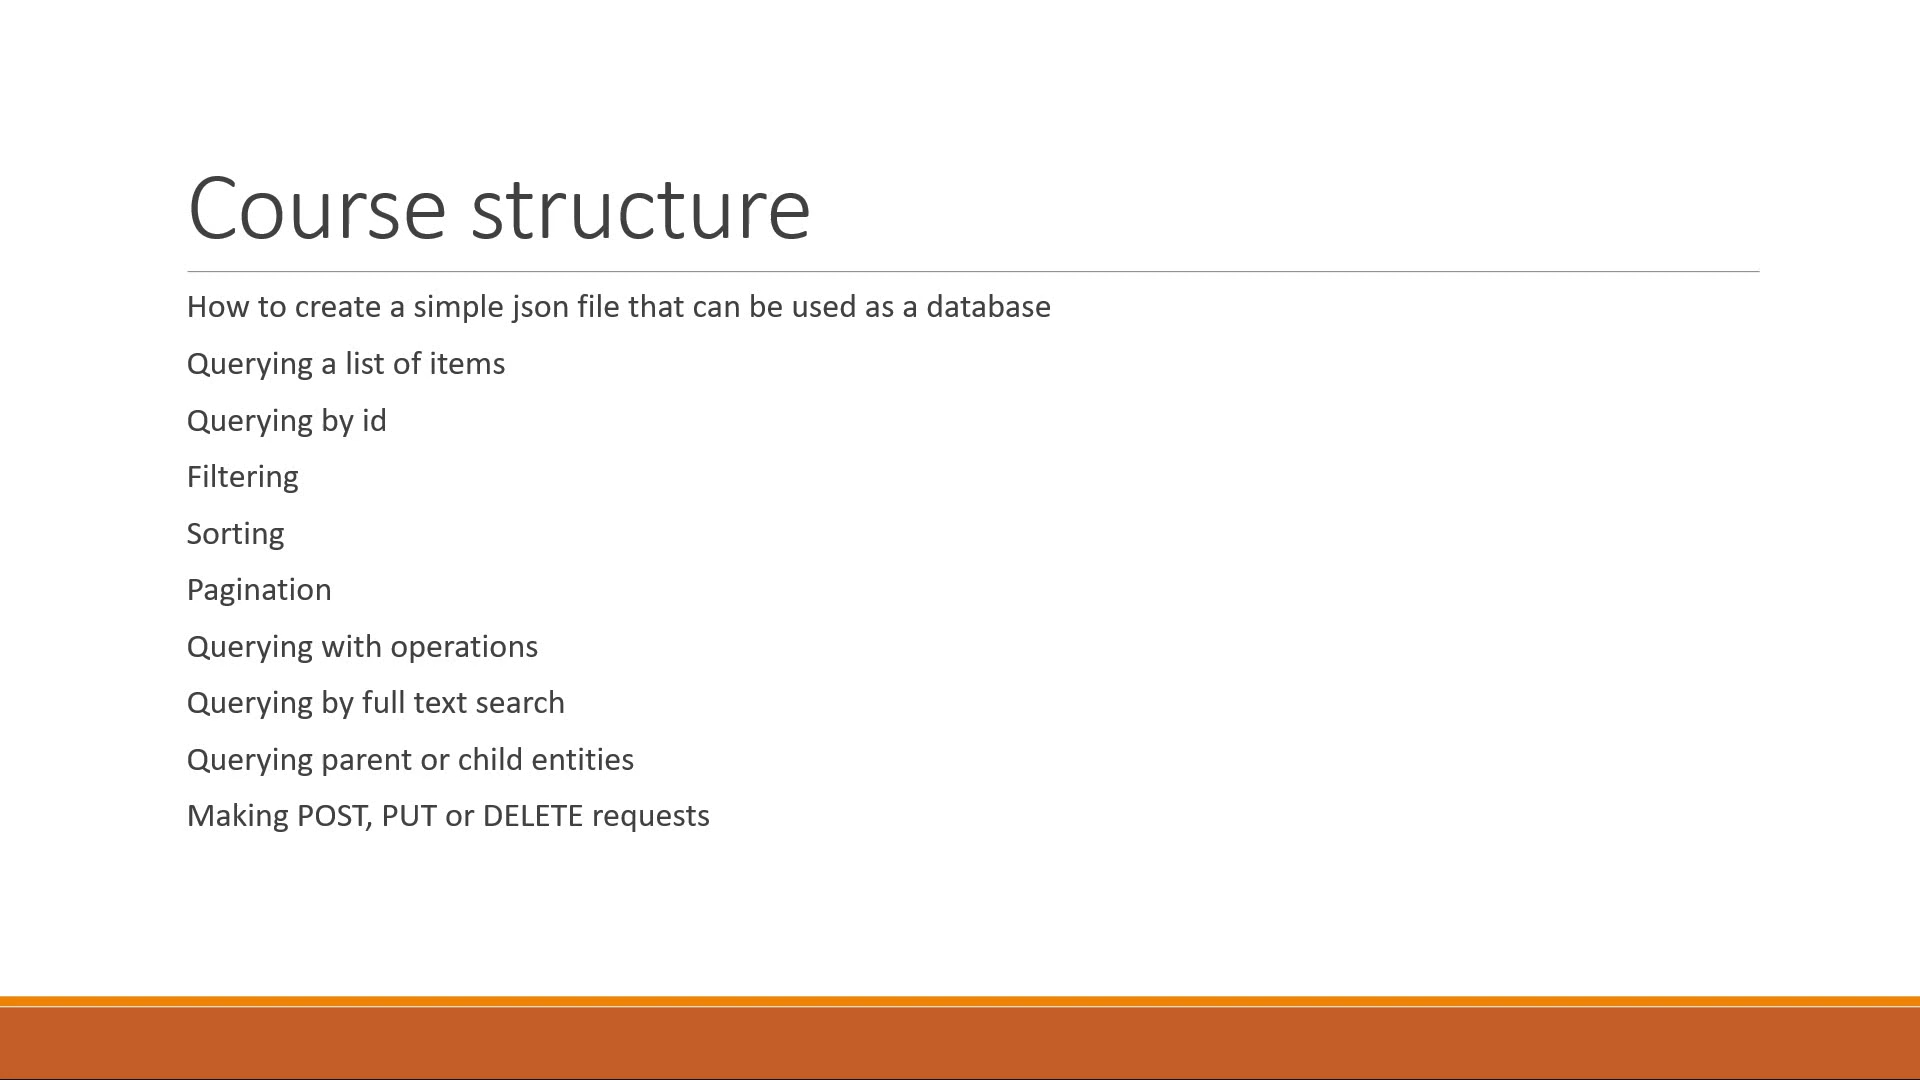 Course structure
How to create a simple json file that can be used as a database
Querying a list of items
Querying by id
Filtering
Sorting
Pagination
Querying with operations
Querying by full text search
Querying parent or child entities
Making POST, PUT or DELETE requests